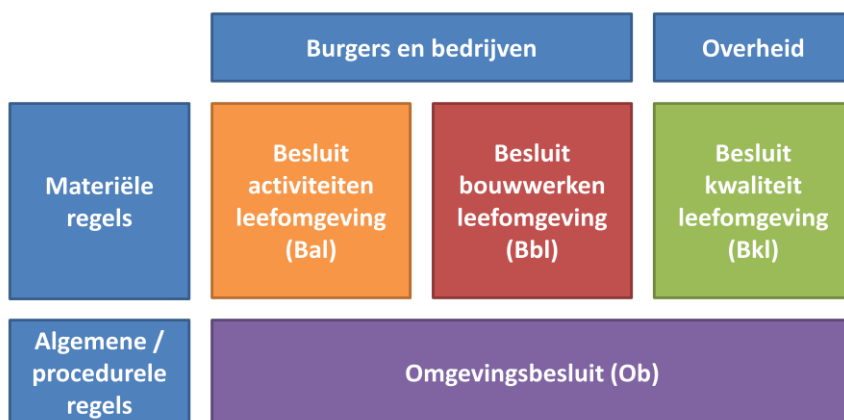 Burgers en bedrijven
Overheid
Materiële
regels
Besluit
activiteiten
leefomgeving
(Bal)
Besluit
bouwwerken
leefomgeving
(Bbl)
Besluit
kwaliteit
leefomgeving
(Bkl)
Algemene /
procedurele
regels
Omgevingsbesluit (Ob)